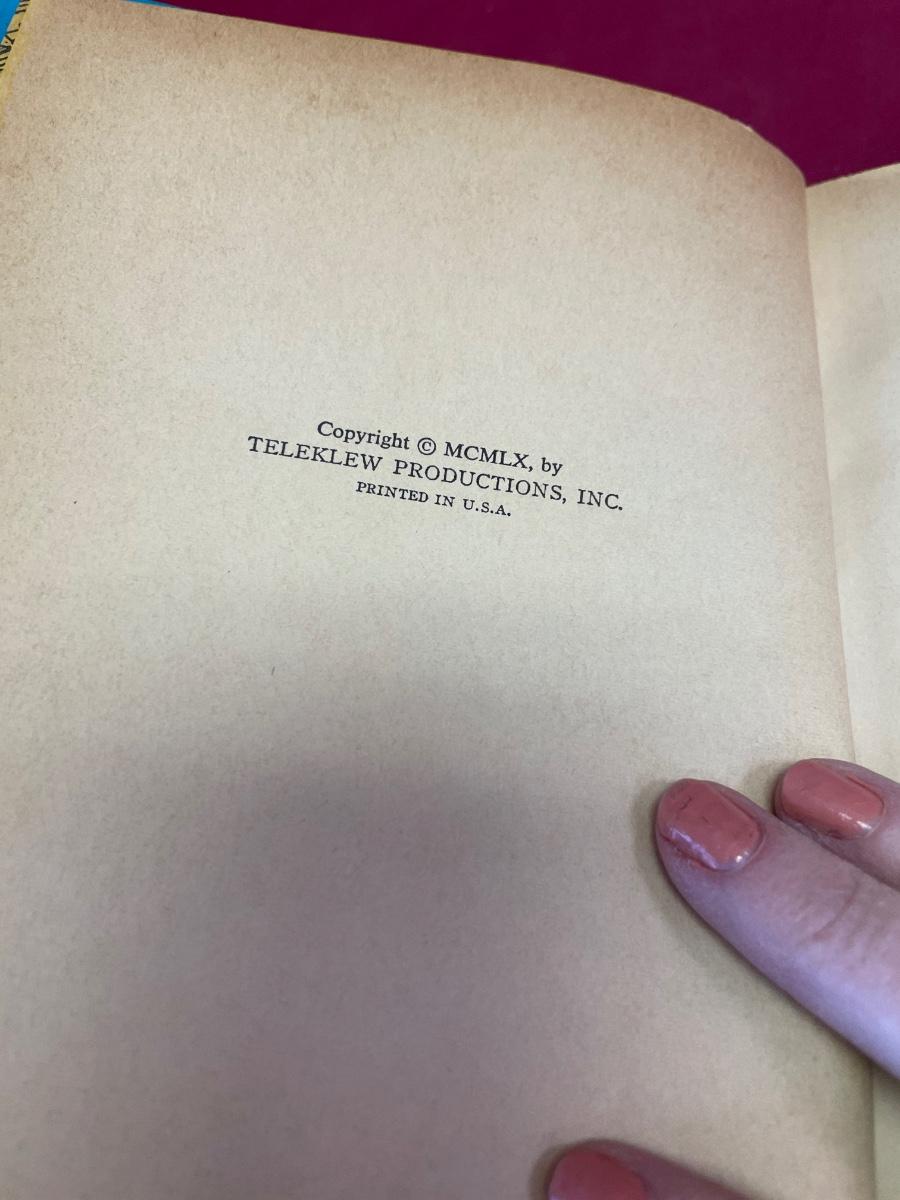 Copyright © MCMLX, by
TELEKLEW PRODUCTIONS, INC.
PRINTED IN U.S.A.